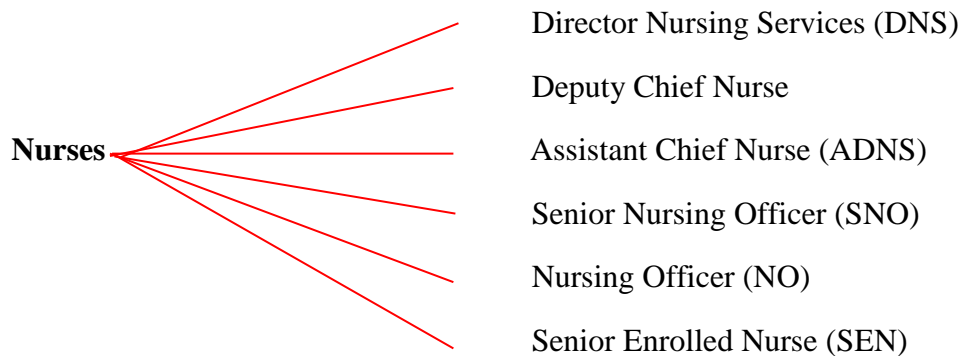 Director Nursing Services (DNS)
Deputy Chief Nurse
Nurses
Assistant Chief Nurse (ADNS)
Senior Nursing Officer (SNO)
Nursing Officer (NO)
Senior Enrolled Nurse (SEN)